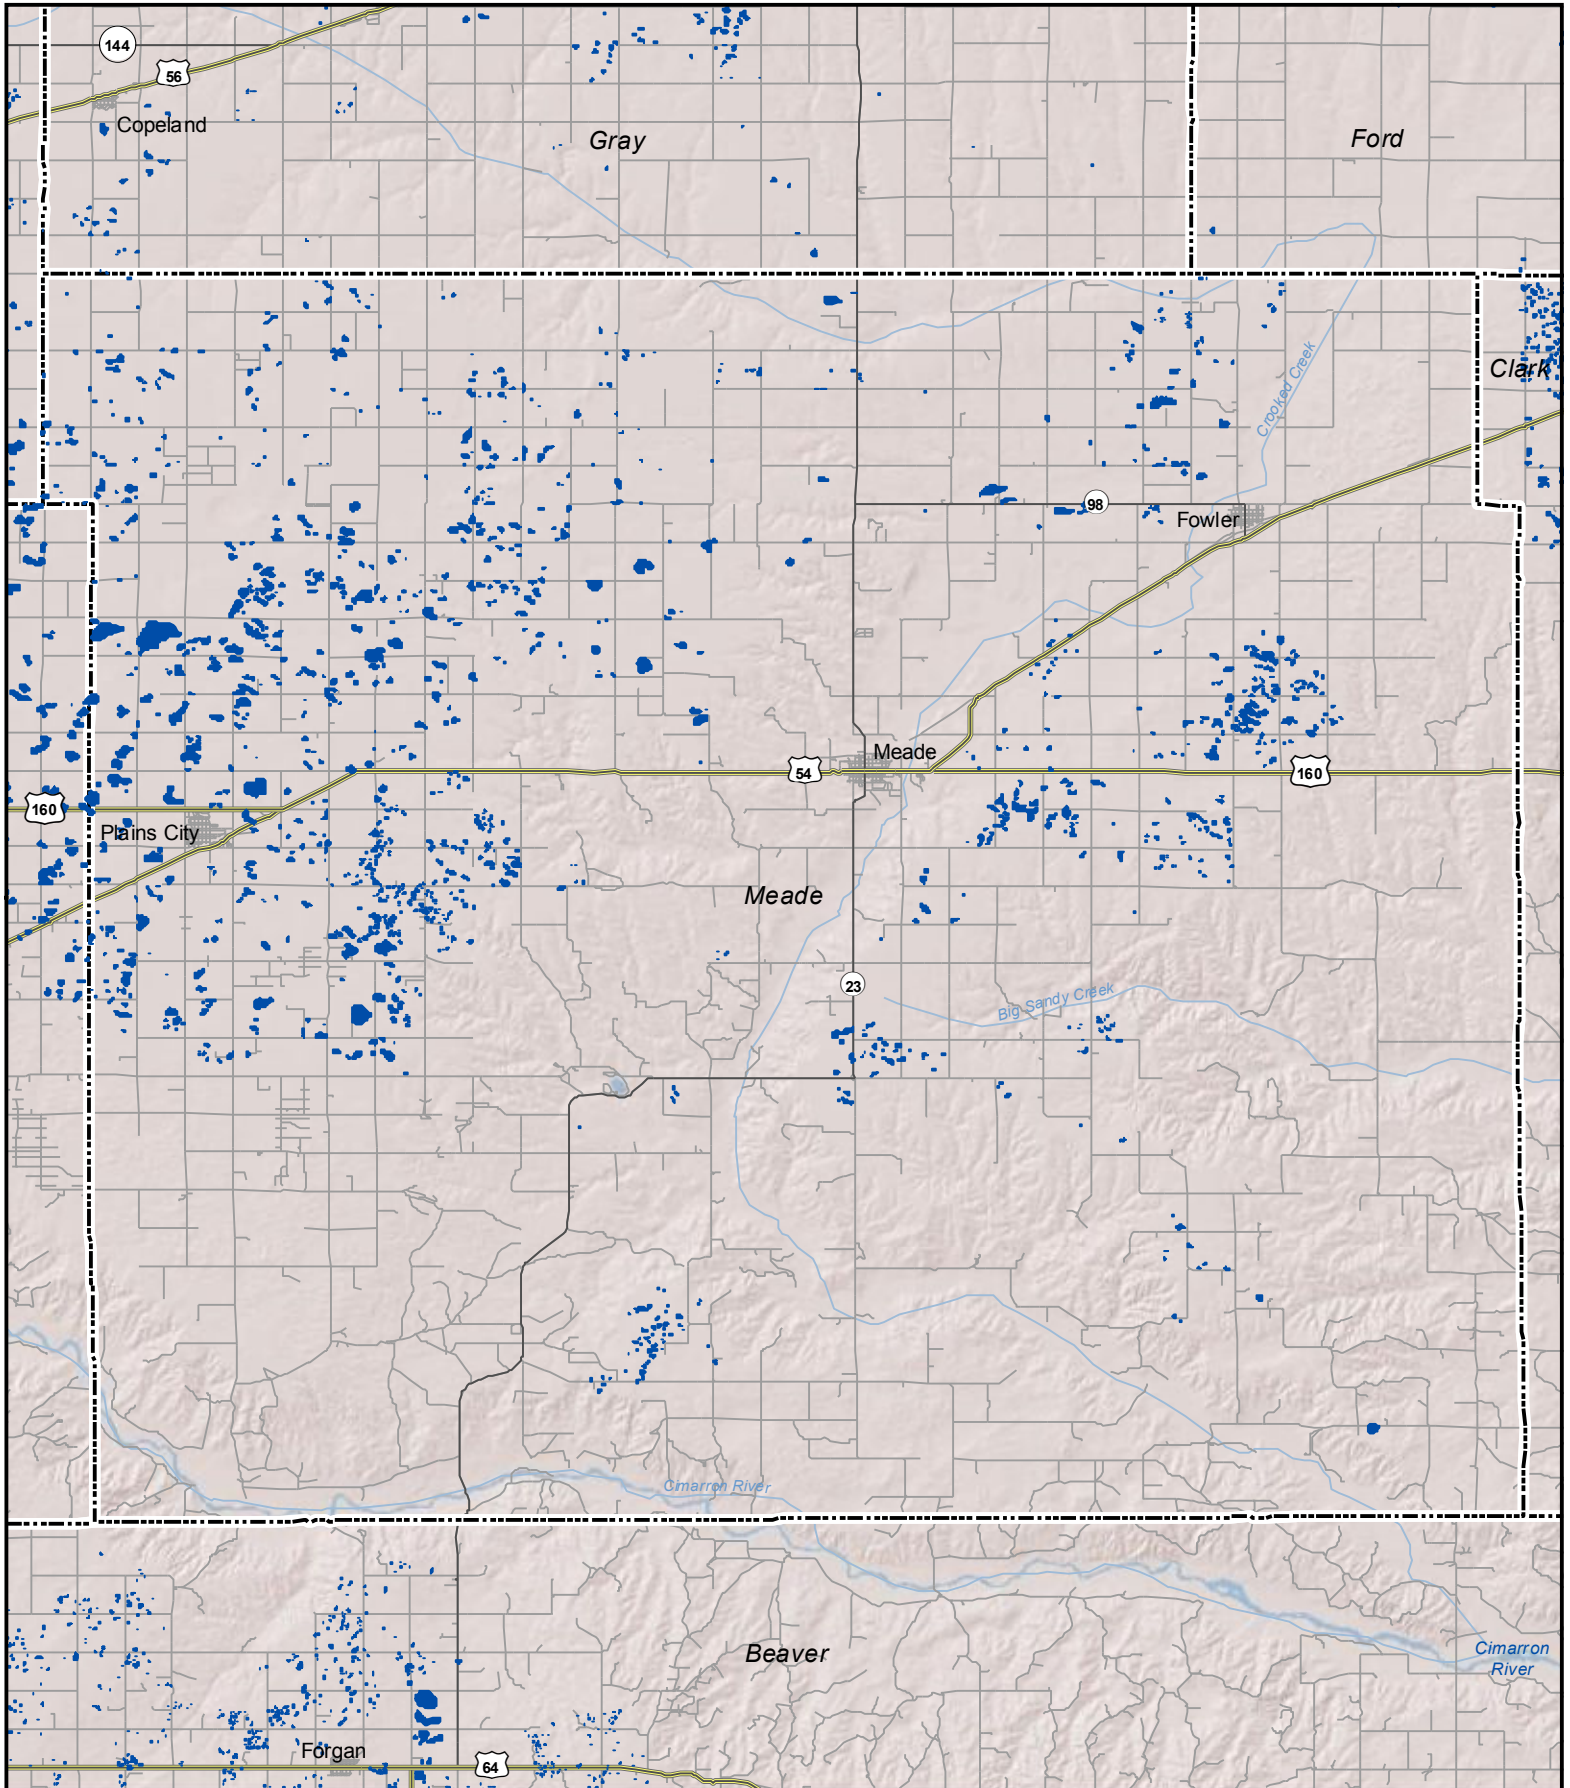 144
56
Copeland
Gray
Ford
Clark
Crooked Creek
98
Fowler
Meade
54
160
160
Plains City
Meade
23
Big Sandy Creek
Cimarron River
Beaver
Cimarron
River
Forgan
64